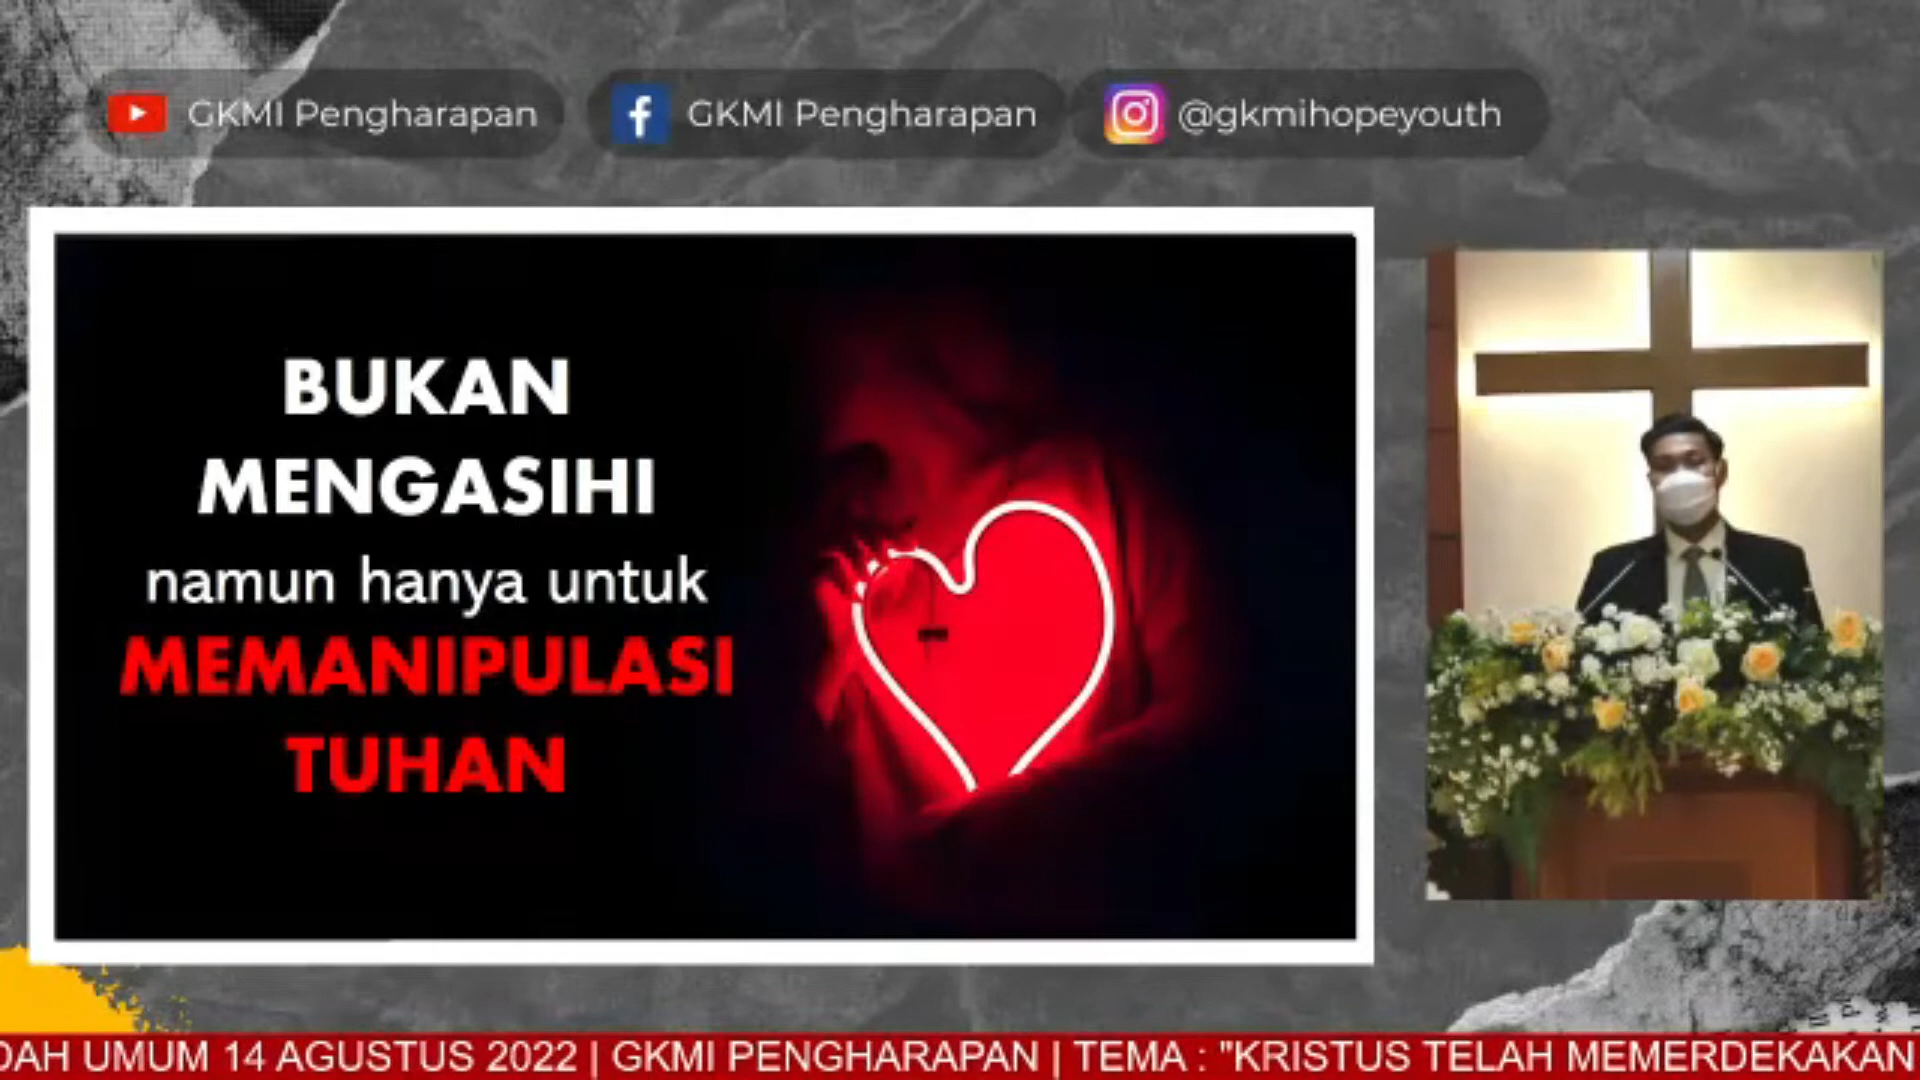 GKMI Pengharapan
GKMI Pengharapan
@gkmihopeyouth
BUKAN
MENGASIHI
namun hanya untuk
MEMANIPULASI
TUHAN
DAH UMUM 14 AGUSTUS 2022 | GKMI PENGHARAPAN | TEMA : "KRISTUS TELAH MEMERDEKAKAN